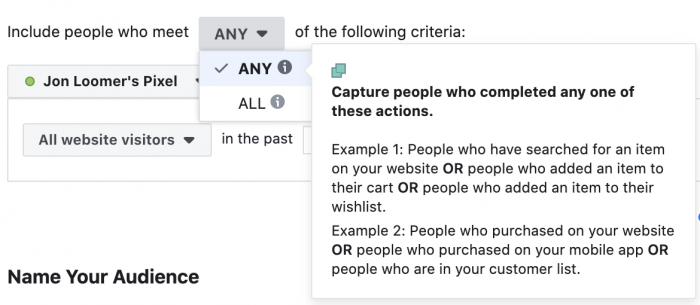 Include people who meet ANY of the following criteria:
ANY
ALL
Jon Loomer's Pixel
All website visitors in the past
Capture people who completed any one of
these actions.
Example 1: People who have searched for an item
on your website OR people who added an item to
their cart OR people who added an item to their
wishlist.
Example 2: People who purchased on your website
OR people who purchased on your mobile app OR
people who are in your customer list.
Name Your Audience